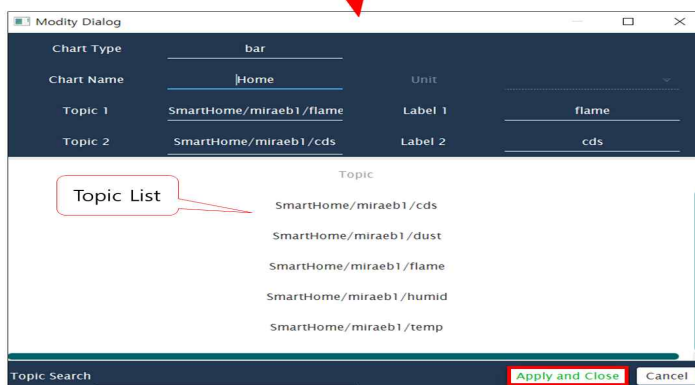 Modity Dialog
Chart Type bar
Chart Name Home Unit
Topic 1 SmartHome/miraeb1/flame Label 1 flame
Topic 2 SmartHome/miraeb1/cds Label 2 cds
Topic
Topic List
SmartHome/miraeb1/cds
SmartHome/miraeb1/dust
SmartHome/miraeb1/flame
SmartHome/miraeb1/humid
SmartHome/miraeb1/temp
Topic Search Apply and Close Cancel